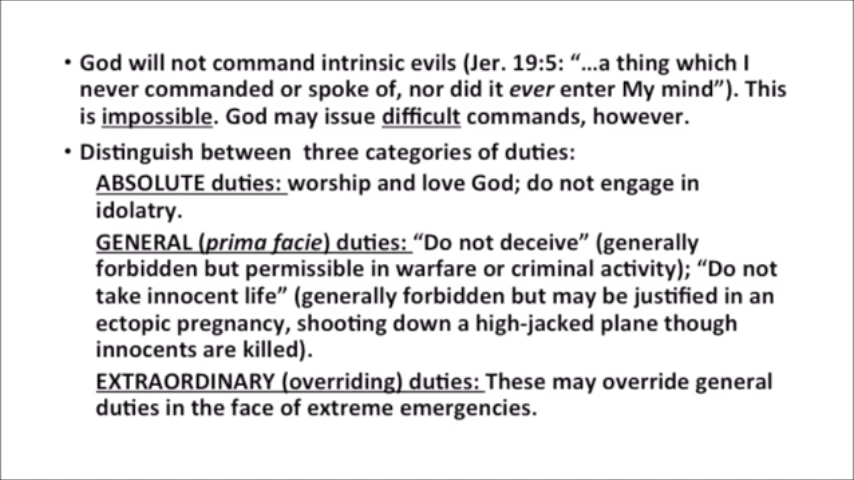 • God will not command intrinsic evils (Jer. 19:5: “…a thing which I
never commanded or spoke of, nor did it ever enter My mind”). This
is impossible. God may issue difficult commands, however.
• Distinguish between  three categories of duties:
ABSOLUTE duties: worship and love God; do not engage in
idolatry.
GENERAL (prima facie) duties: “Do not deceive” (generally
forbidden but permissible in warfare or criminal activity); “Do not
take innocent life” (generally forbidden but may be justified in an
ectopic pregnancy, shooting down a high-jacked plane though
innocents are killed).
EXTRAORDINARY (overriding) duties: These may override general
duties in the face of extreme emergencies.